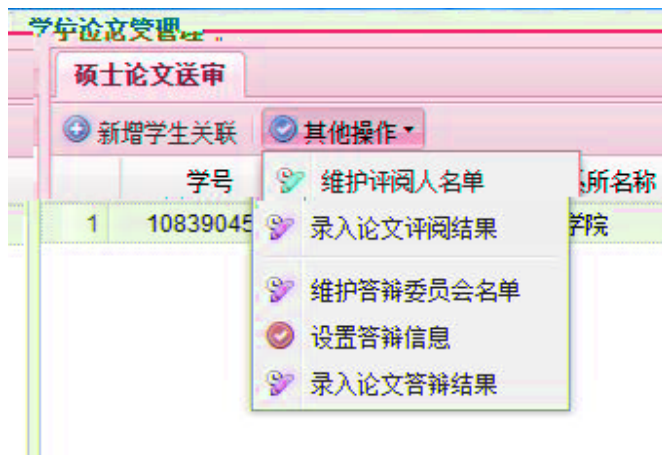 学位论文管理
硕士论文送审
新增学生关联 其他操作
学号 所名称
维护评阅人名单
1 10839045 学院
录入论文评阅结果
维护答辩委员会名单
设置答辩信息
录入论文答辩结果